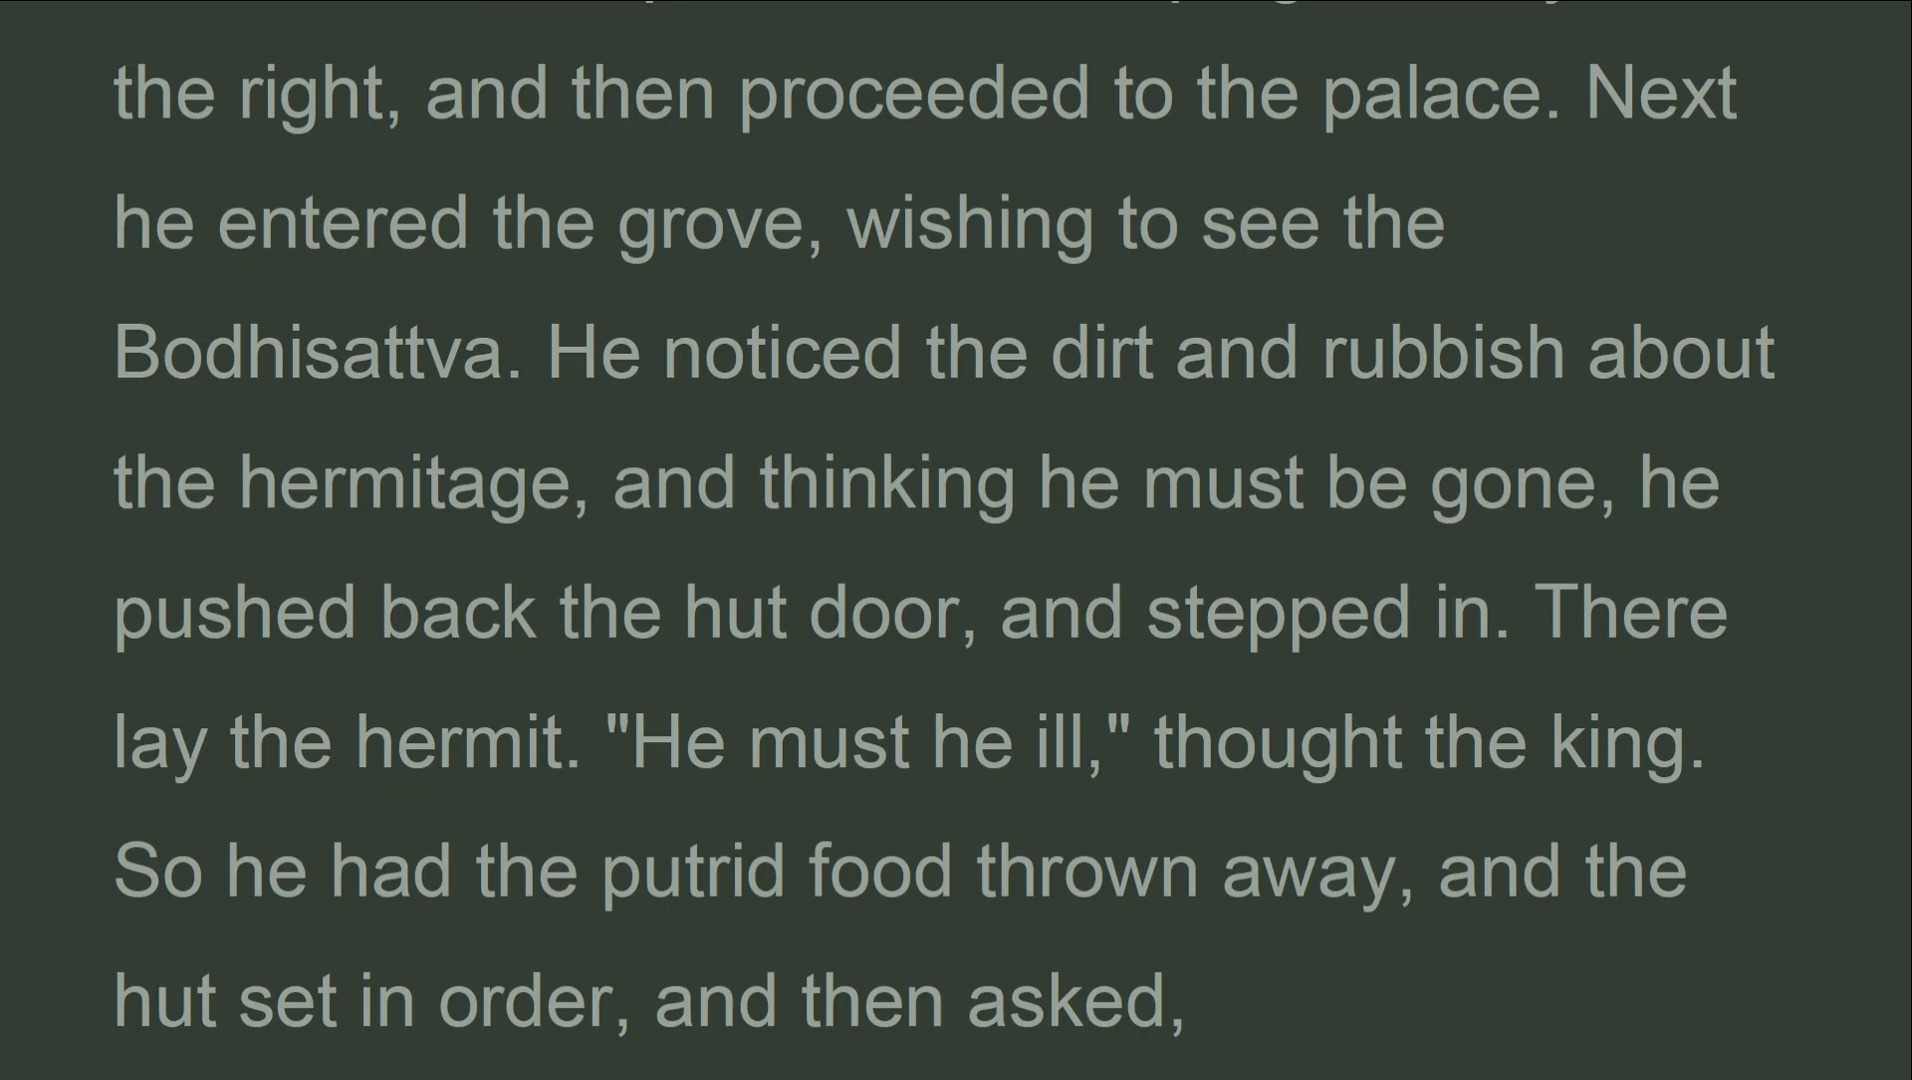 the right, and then proceeded to the palace. Next
he entered the grove, wishing to see the
Bodhisattva. He noticed the dirt and rubbish about
the hermitage, and thinking he must be gone, he
pushed back the hut door, and stepped in. There
lay the hermit. "He must he ill," thought the king.
So he had the putrid food thrown away, and the
hut set in order, and then asked,